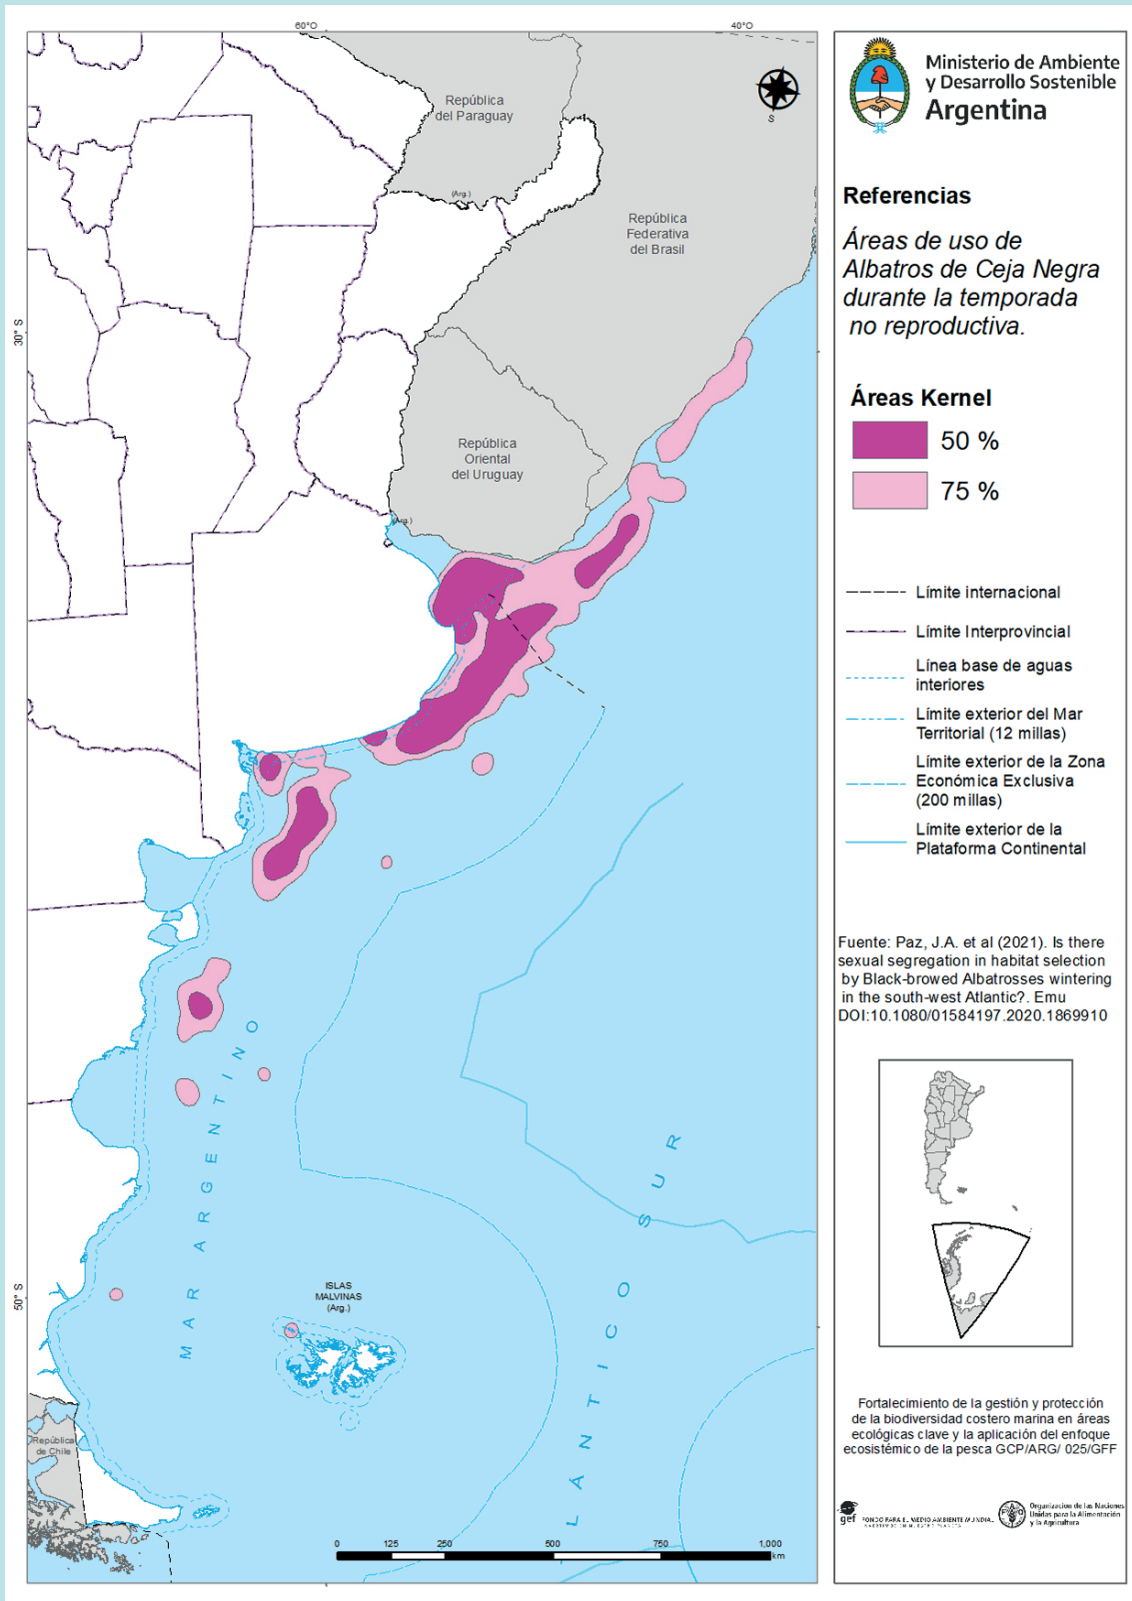 60°O
40°O
República
del Paraguay
(Arg.)
República
Federativa
del Brasil
S
30° S
República
Oriental
del Uruguay
(Arg.)
MAR ARGENTINO
50° S
ISLAS
MALVINAS
(Arg.)
LANTICO SUR
República
de Chile
0 125 250 500 750 1,000
km
Ministerio de Ambiente
y Desarrollo Sostenible
Argentina
Referencias
Áreas de uso de
Albatros de Ceja Negra
durante la temporada
no reproductiva.
Áreas Kernel
50 %
75 %
Límite internacional
Límite Interprovincial
Línea base de aguas
interiores
Límite exterior del Mar
Territorial (12 millas)
Límite exterior de la Zona
Económica Exclusiva
(200 millas)
Límite exterior de la
Plataforma Continental
Fuente: Paz, J.A. et al (2021). Is there
sexual segregation in habitat selection
by Black-browed Albatrosses wintering
in the south-west Atlantic?. Emu
DOI:10.1080/01584197.2020.1869910
Fortalecimiento de la gestión y protección
de la biodiversidad costero marina en áreas
ecológicas clave y la aplicación del enfoque
ecosistémico de la pesca GCP/ARG/ 025/GFF
gef
FONDO PARA EL MEDIO AMBIENTE MUNDIAL
Organización de las Naciones
Unidas para la Alimentación
y la Agricultura